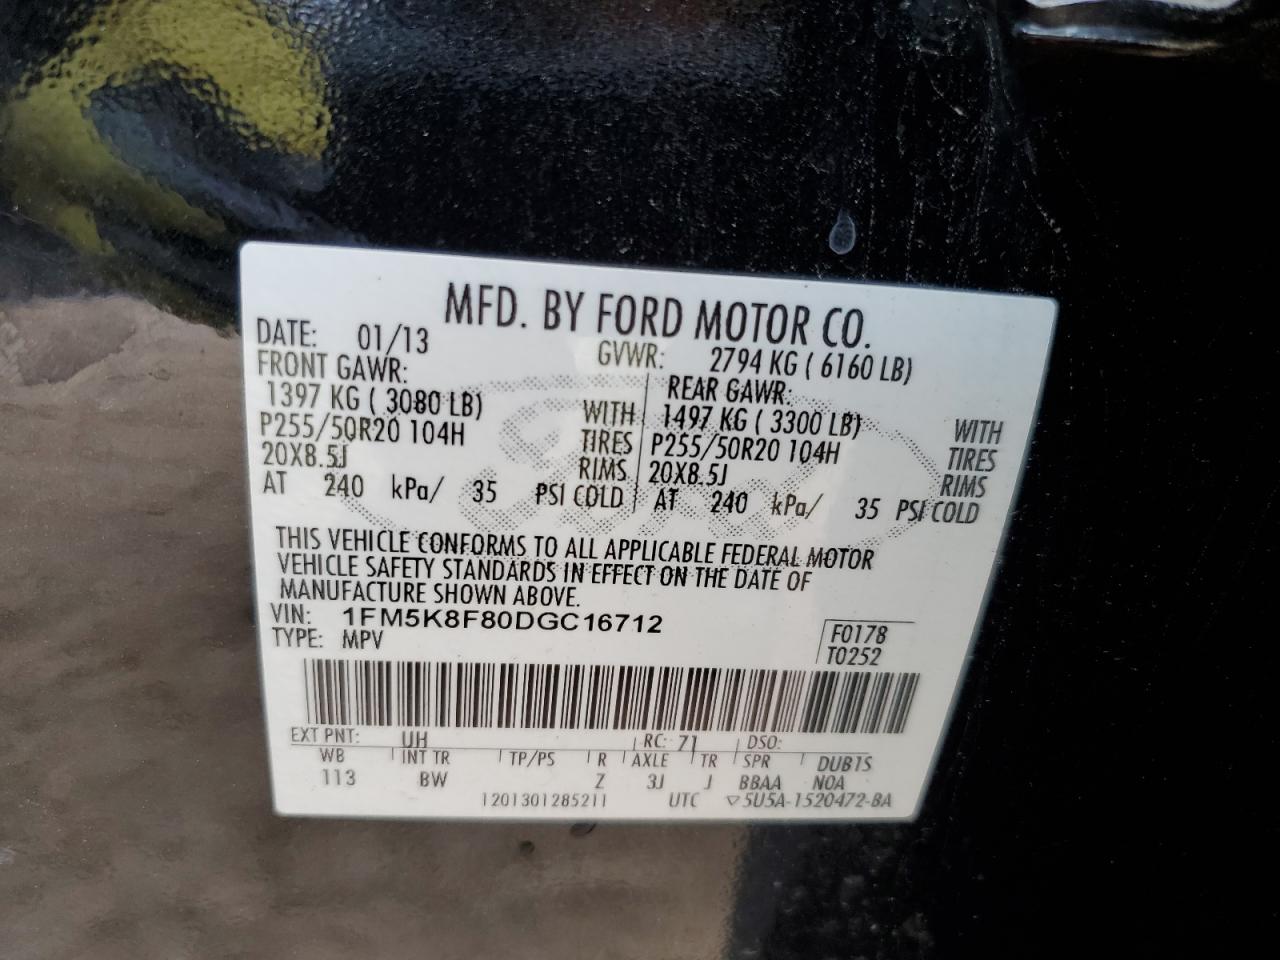 MFD. BY FORD MOTOR CO.
DATE: 01/13 GVWR: 2794 KG ( 6160 LB)
FRONT GAWR: REAR GAWR:
1397 KG ( 3080 LB) WITH 1497 KG ( 3300 LB) WITH
P255/50R20 104H TIRES P255/50R20 104H TIRES
20X8.5J RIMS 20X8.5J RIMS
AT 240 kPa/ 35 PSI COLD AT 240 kPa/ 35 PSI COLD
THIS VEHICLE CONFORMS TO ALL APPLICABLE FEDERAL MOTOR
VEHICLE SAFETY STANDARDS IN EFFECT ON THE DATE OF
MANUFACTURE SHOWN ABOVE.
VIN: 1FM5K8F80DGC16712
TYPE: MPV
F0178
T0252
EXT PNT: UH RC: 71 DSO:
WB INT TR TP/PS R AXLE TR SPR DUB1S
113 BW Z 3J J BBAA NOA
12013012852‌11 UTC ▽5U5A-1520472-BA